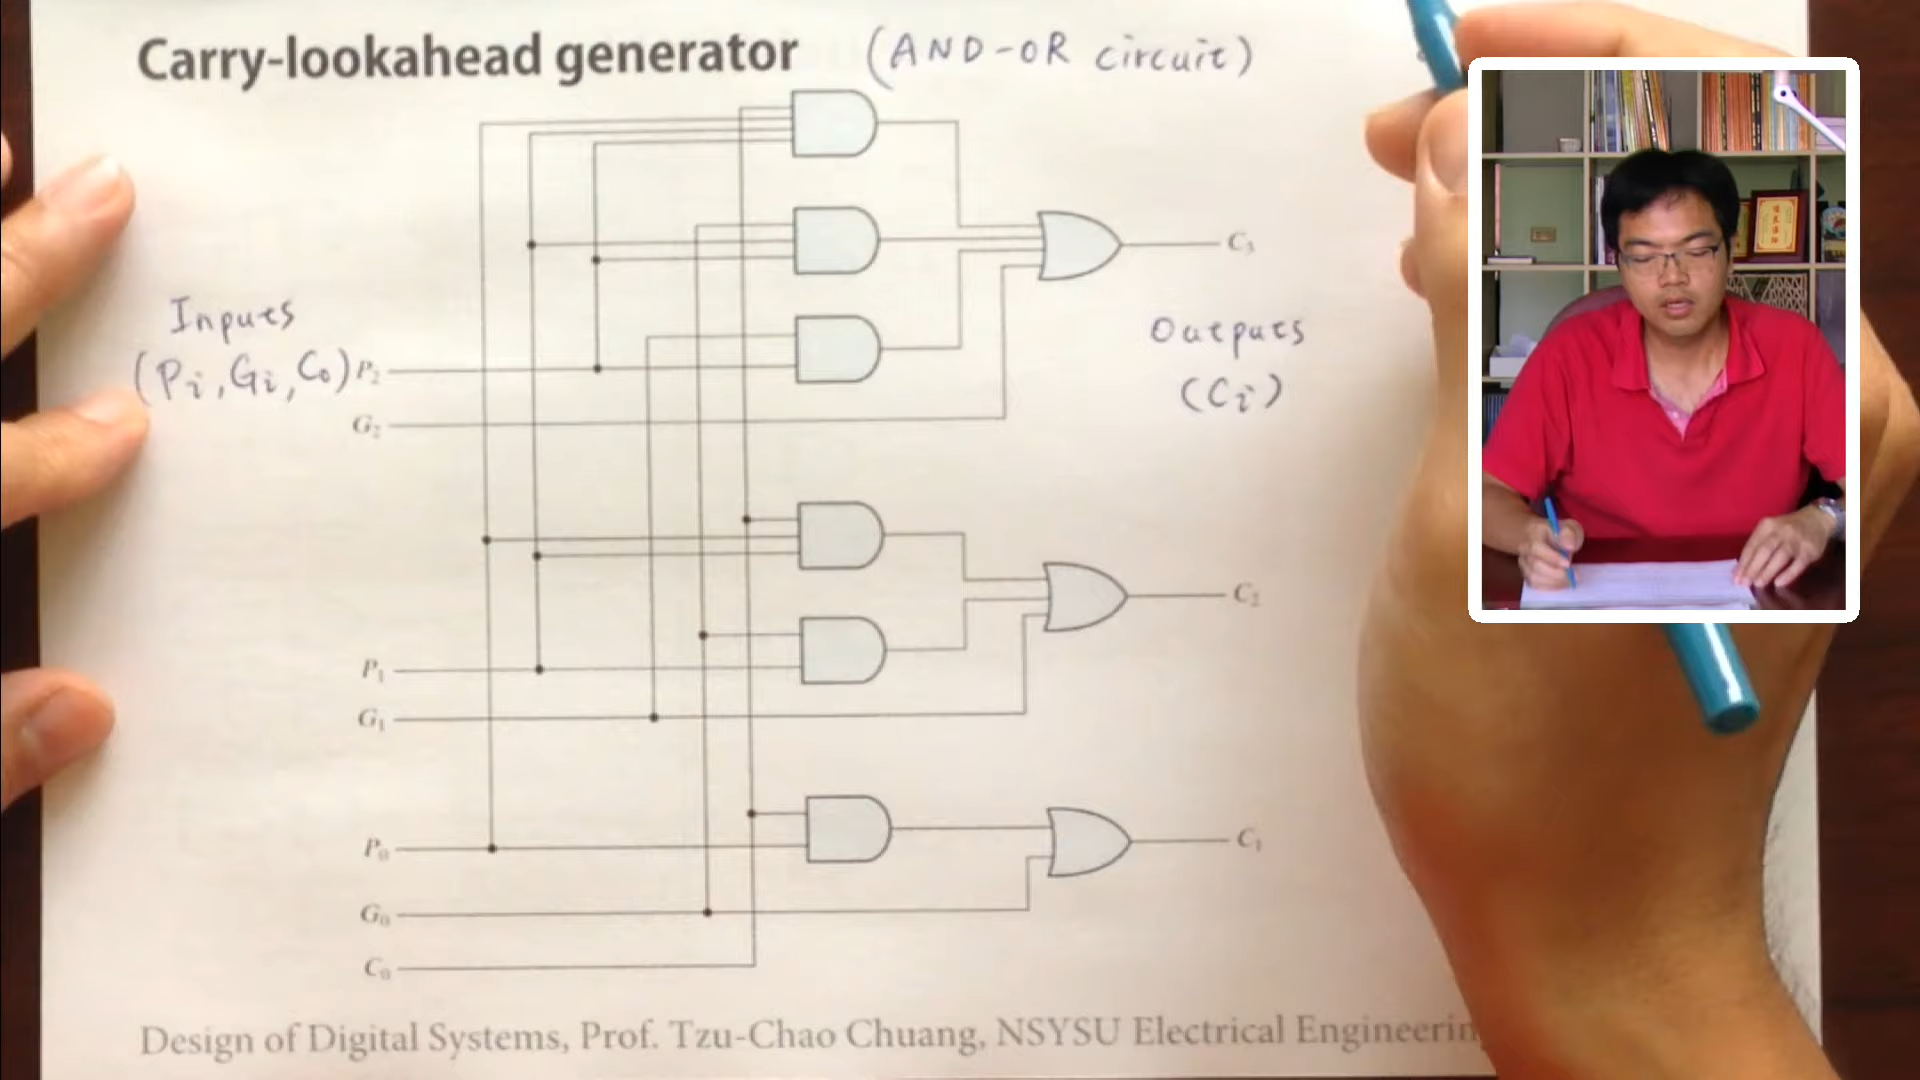 Carry-lookahead generator (AND-OR circuit)
C₃
Inputs
(Pi, Gi, C₀)
P₂
Outputs
(Ci)
G₂
C₂
P₁
G₁
P₀
C₁
G₀
C₀
Design of Digital Systems, Prof. Tzu-Chao Chuang, NSYSU Electrical Engineerin